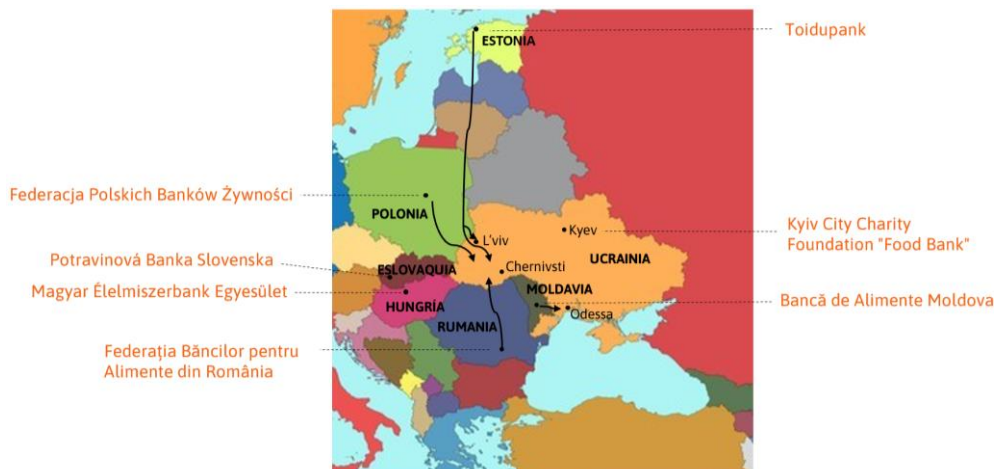 ESTONIA
Toidupank
Federacja Polskich Banków Żywności
POLONIA
L'viv
Kyev
Kyiv City Charity
Foundation "Food Bank"
UCRAINIA
Potravinová Banka Slovenska
ESLOVAQUIA
Chernivsti
Magyar Élelmiszerbank Egyesület
HUNGRÍA
MOLDAVIA
Bancă de Alimente Moldova
Odessa
RUMANIA
Federația Băncilor pentru
Alimente din România